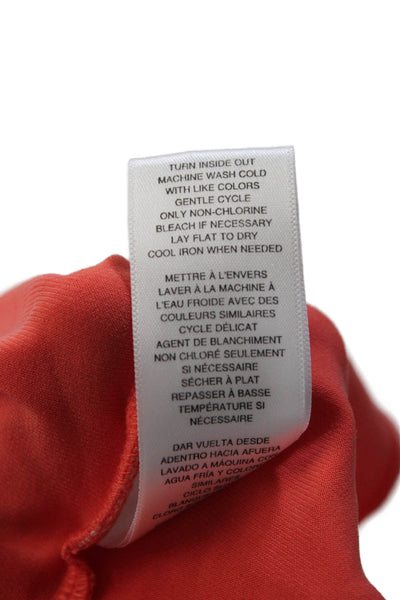 TURN INSIDE OUT
MACHINE WASH COLD
WITH LIKE COLORS
GENTLE CYCLE
ONLY NON-CHLORINE
BLEACH IF NECESSARY
LAY FLAT TO DRY
COOL IRON WHEN NEEDED
METTRE À L'ENVERS
LAVER À LA MACHINE À
L'EAU FROIDE AVEC DES
COULEURS SIMILAIRES
CYCLE DÉLICAT
AGENT DE BLANCHIMENT
NON CHLORÉ SEULEMENT
SI NÉCESSAIRE
SÉCHER À PLAT
REPASSER À BASSE
TEMPÉRATURE SI
NÉCESSAIRE
DAR VUELTA DESDE
ADENTRO HACIA AFUERA
LAVADO A MÁQUINA
AGUA FRÍA Y
CICLO